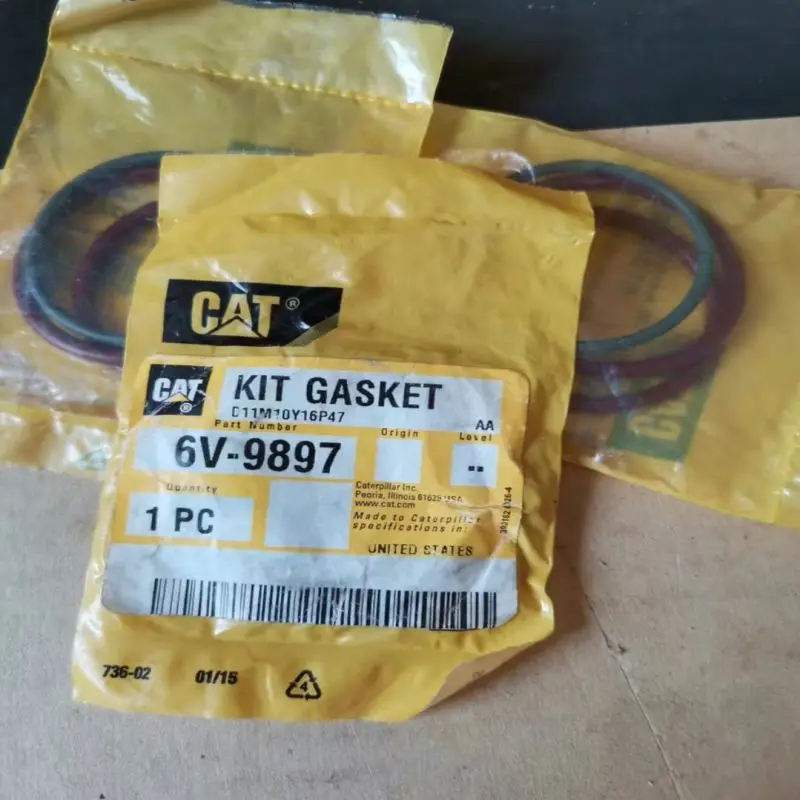 CAT®
CAT®
KIT GASKET
D11M10Y16P47
Part Number
Origin
AA
Level
6V-9897
--
Quantity
1 PC
Caterpillar Inc.
Peoria, Illinois 61629 USA
www.cat.com
Made to Caterpillar
specifications in:
UNITED STATES
736-02
01/15
4
CAT